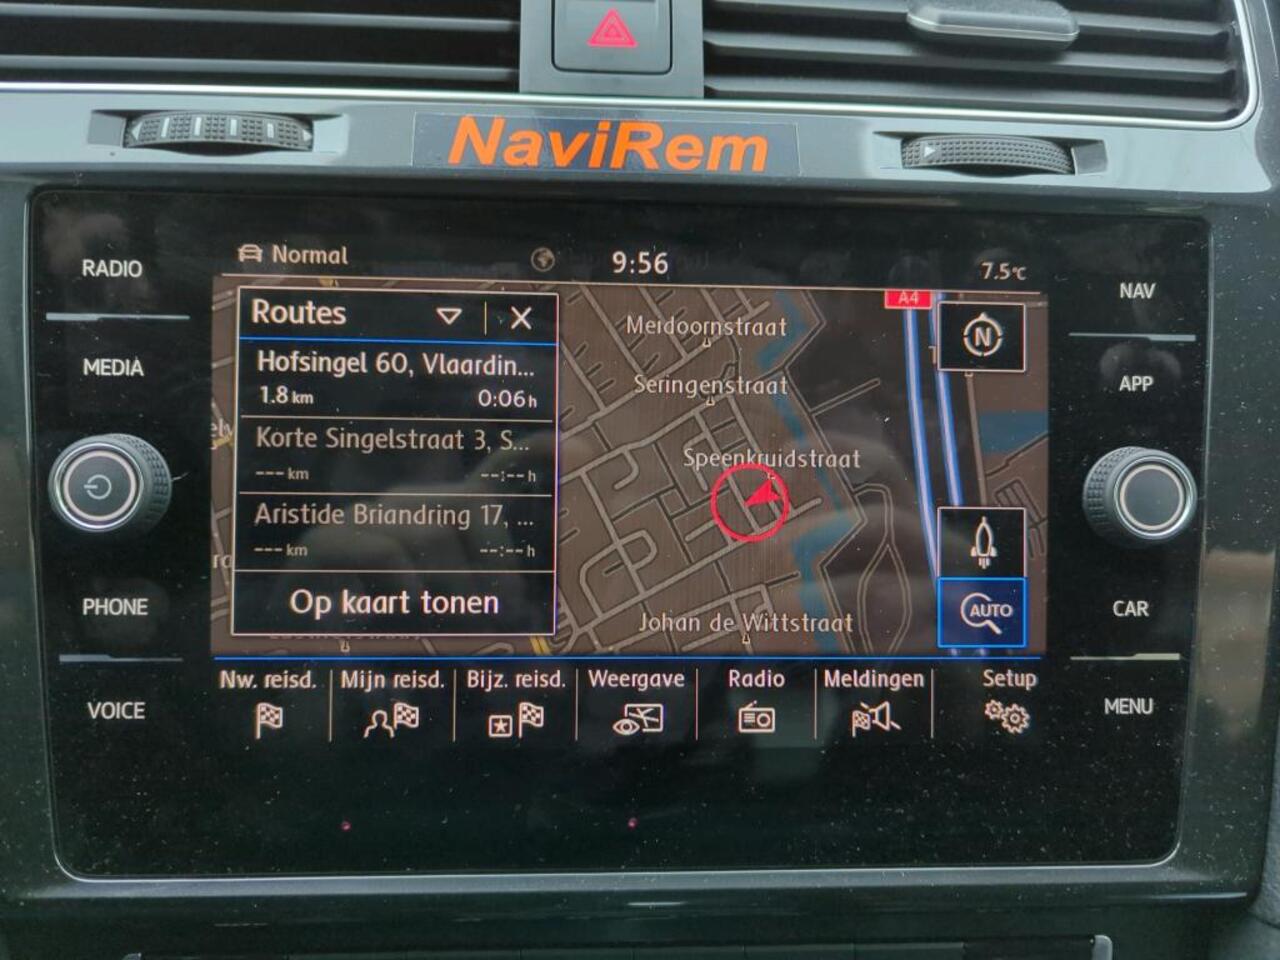 NaviRem
RADIO
MEDIA
PHONE
VOICE
Normal
9:56
7.5°C
Routes
Hofsingel 60, Vlaardin...
1.8 km 0:06 h
Korte Singelstraat 3, S...
--- km --:-- h
Aristide Briandring 17, ...
--- km --:-- h
Op kaart tonen
A4
Meidoornstraat
Seringenstraat
Speenkruidstraat
Johan de Wittstraat
N
AUTO
Nw. reisd.
Mijn reisd.
Bijz. reisd.
Weergave
Radio
Meldingen
Setup
NAV
APP
CAR
MENU